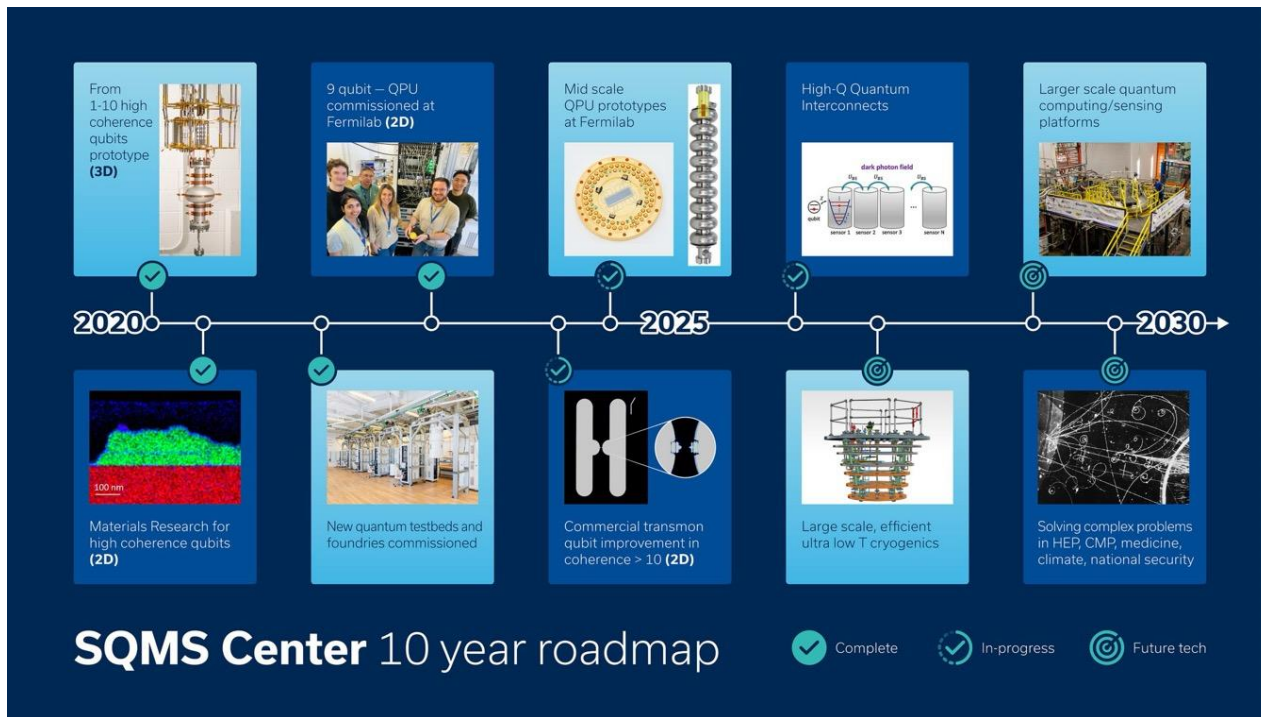 From
1-10 high
coherence
qubits
prototype
(3D)
9 qubit – QPU
commissioned at
Fermilab (2D)
Mid scale
QPU prototypes
at Fermilab
High-Q Quantum
Interconnects
dark photon field
qubit
sensor 1
sensor 2
sensor 3
...
sensor N
Larger scale quantum
computing/sensing
platforms
2020
2025
2030
100 nm
Materials Research for
high coherence qubits
(2D)
New quantum testbeds and
foundries commissioned
Commercial transmon
qubit improvement in
coherence > 10 (2D)
Large scale, efficient
ultra low T cryogenics
Solving complex problems
in HEP, CMP, medicine,
climate, national security
SQMS Center 10 year roadmap
Complete
In-progress
Future tech